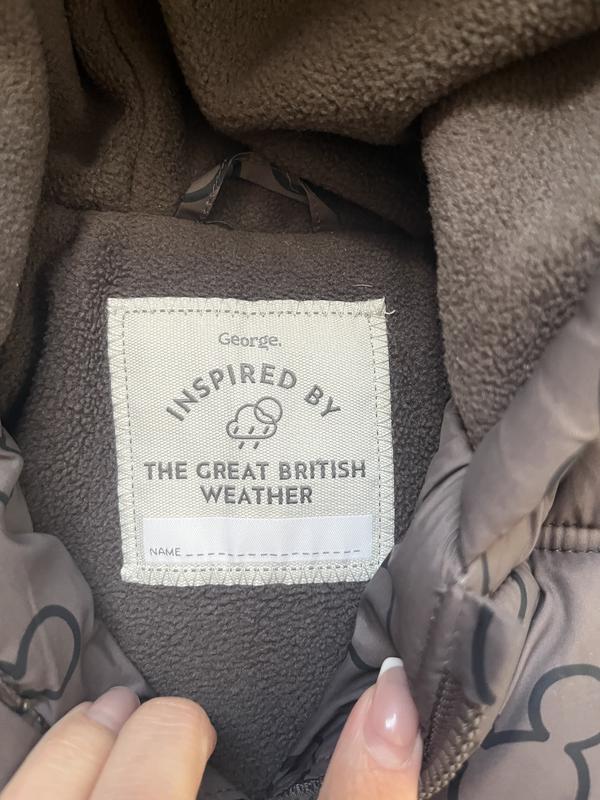 George.
INSPIRED BY
THE GREAT BRITISH
WEATHER
NAME